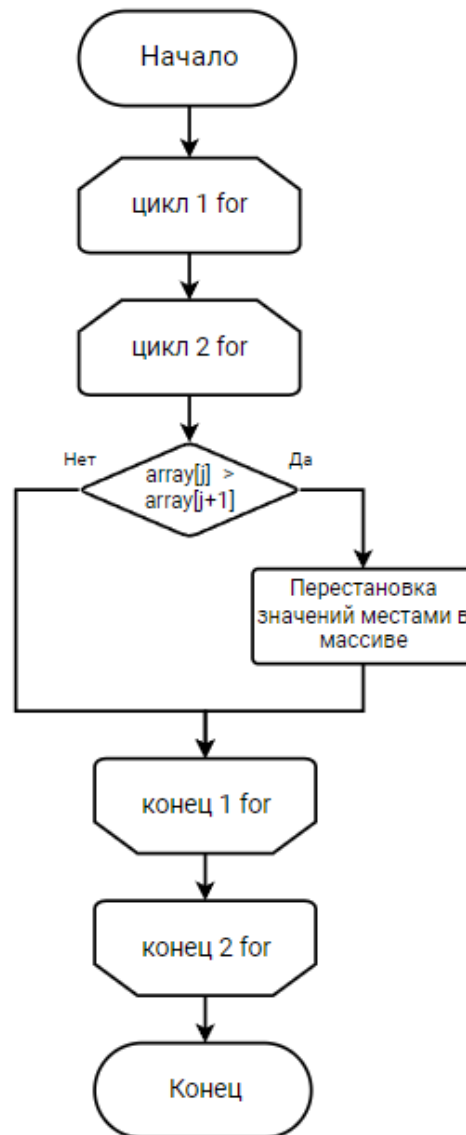 Начало
цикл 1 for
цикл 2 for
Нет
Да
array[j] >
array[j+1]
Перестановка
значений местами в
массиве
конец 1 for
конец 2 for
Конец